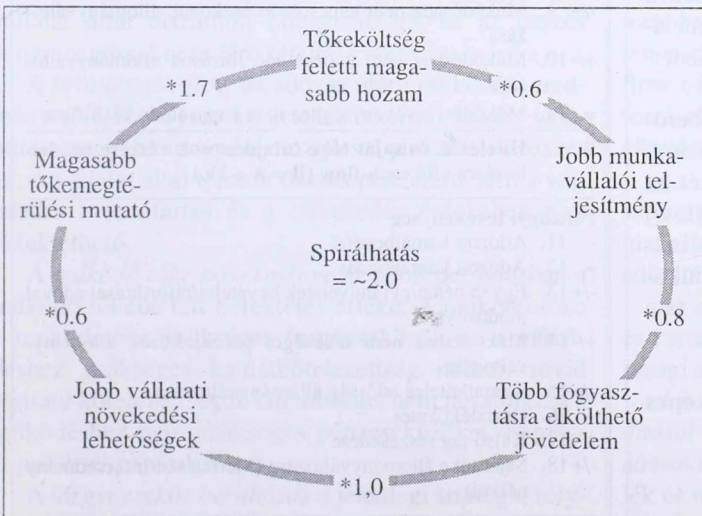 Tőkeköltség
feletti maga-
sabb hozam
*1.7
*0.6
Magasabb
tőkemegté-
rülési mutató
Jobb munka-
vállalói tel-
jesítmény
Spirálhatás
= ~2.0
*0.6
*0.8
Jobb vállalati
növekedési
lehetőségek
Több fogyasz-
tásra elkölthető
jövedelem
*1,0